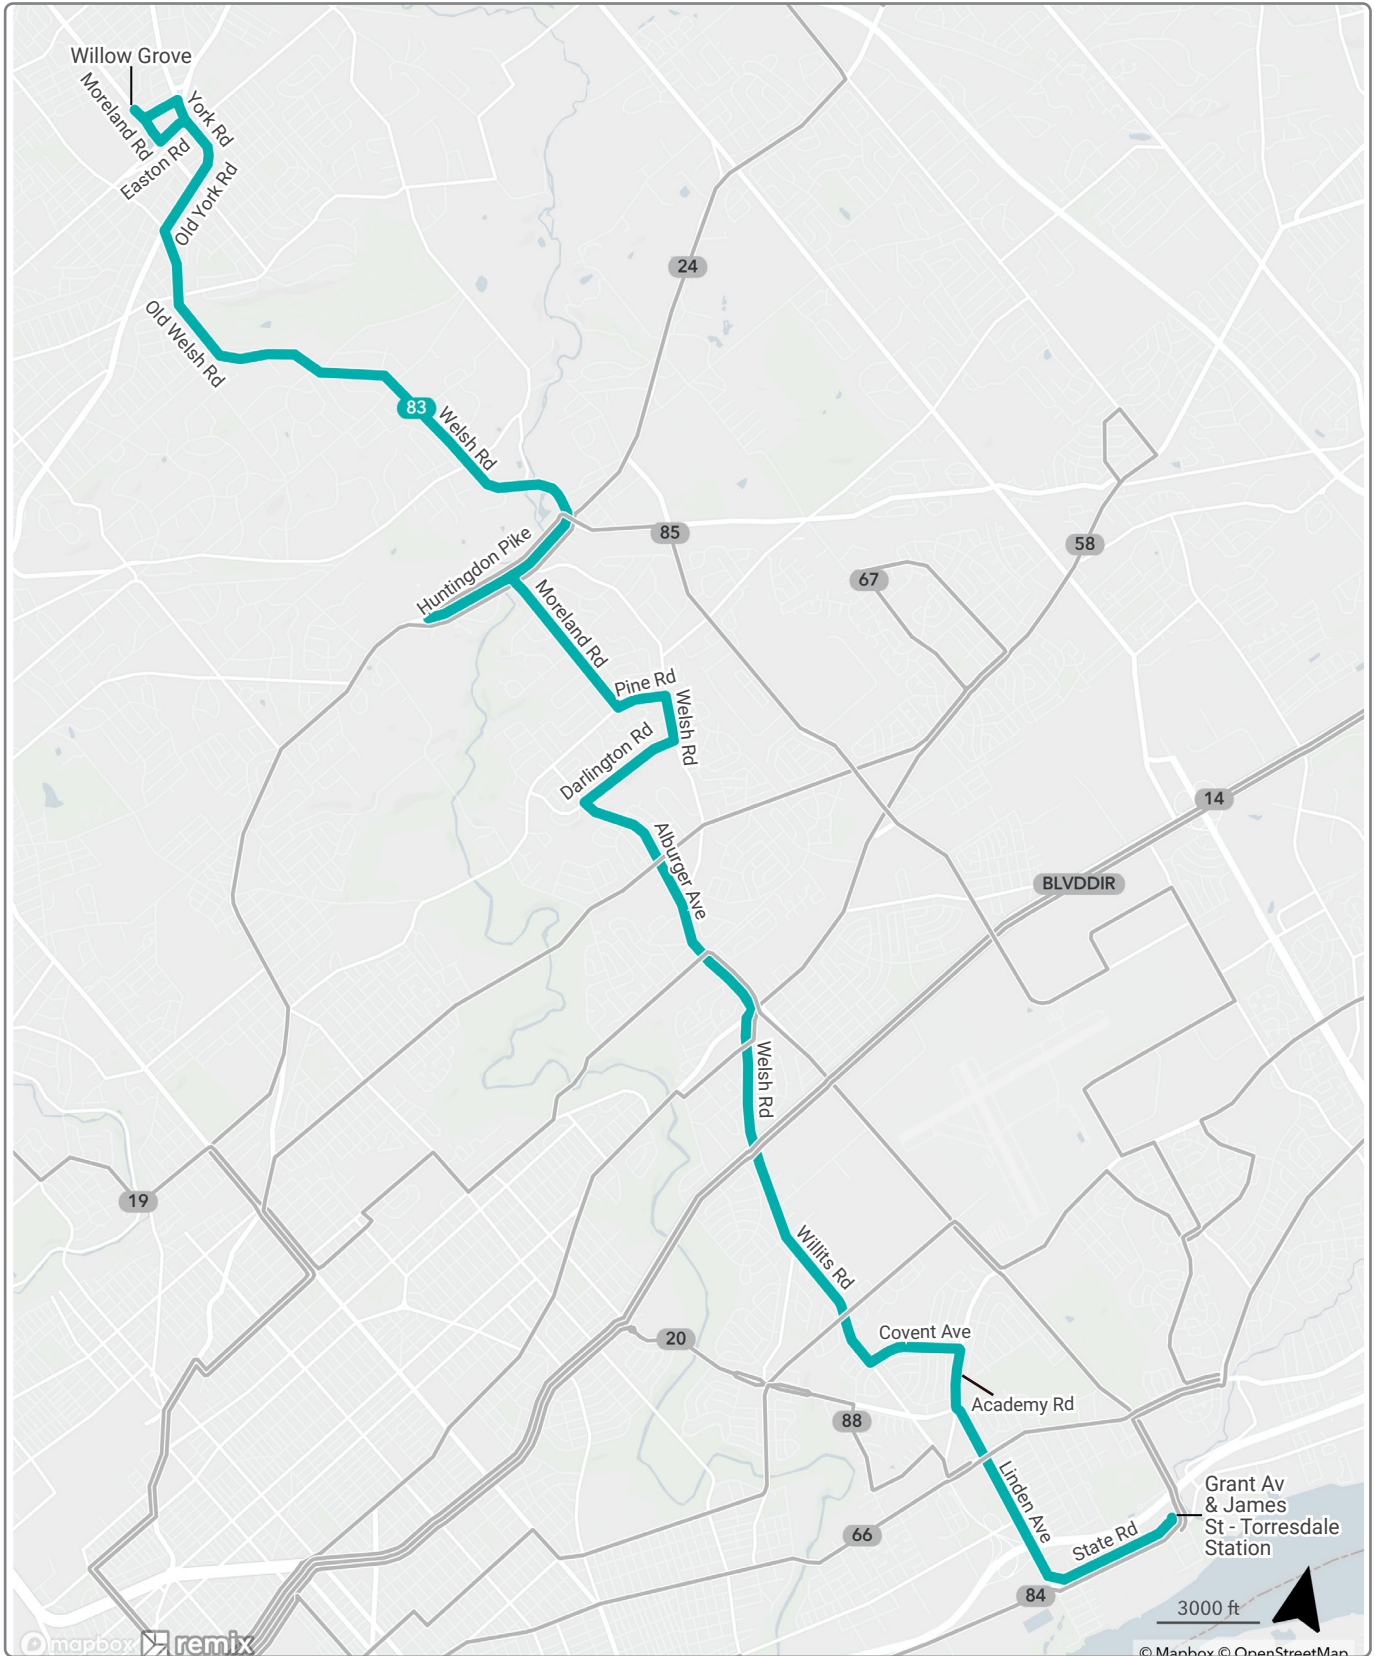 Willow Grove
Moreland Rd
York Rd
Easton Rd
Old York Rd
24
Old Welsh Rd
83
Welsh Rd
85
58
Huntingdon Pike
67
Moreland Rd
Pine Rd
Welsh Rd
Darlington Rd
14
Alburger Ave
BLVDDIR
Welsh Rd
19
Willits Rd
20
Covent Ave
Academy Rd
88
Linden Ave
Grant Av
& James
St - Torresdale
Station
66
State Rd
84
3000 ft
mapbox remix
© Mapbox © OpenStreetMap